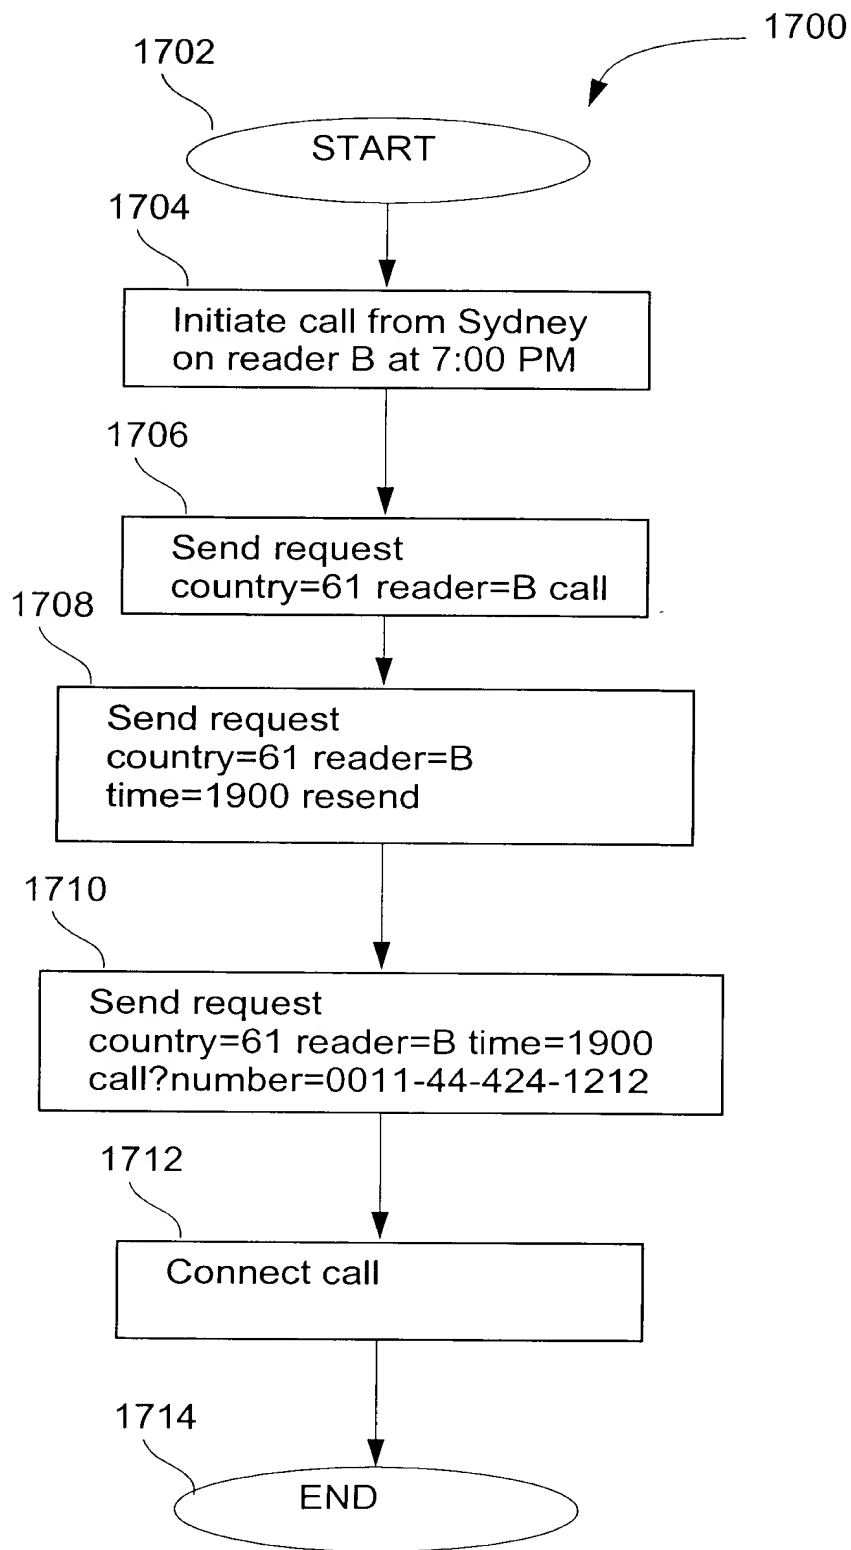 1700
1702
START
1704
Initiate call from Sydney
on reader B at 7:00 PM
1706
Send request
country=61 reader=B call
1708
Send request
country=61 reader=B
time=1900 resend
1710
Send request
country=61 reader=B time=1900
call?number=0011-44-424-1212
1712
Connect call
1714
END